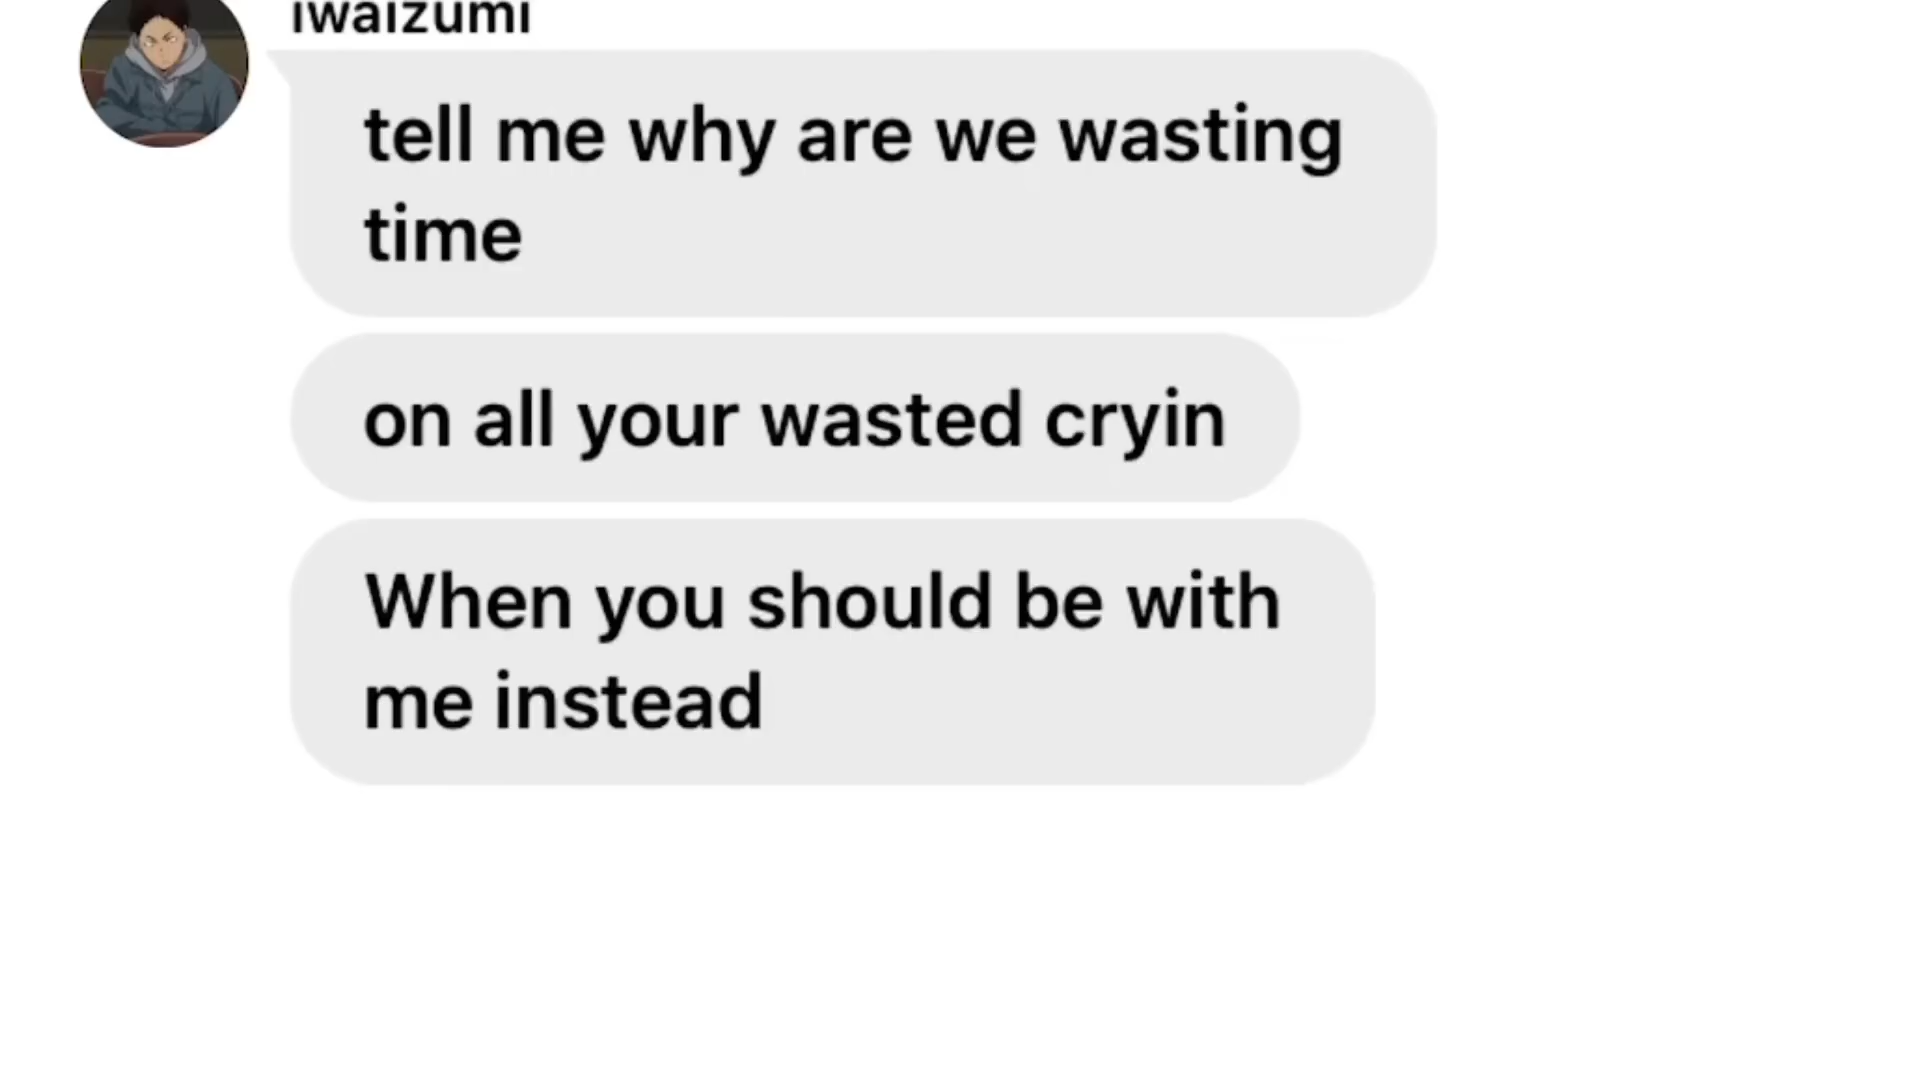 iwaizumi
tell me why are we wasting
time
on all your wasted cryin
When you should be with
me instead